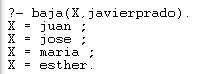 ?- baja(X,javierprado).
X = juan ;
X = jose ;
X = maria ;
X = esther.